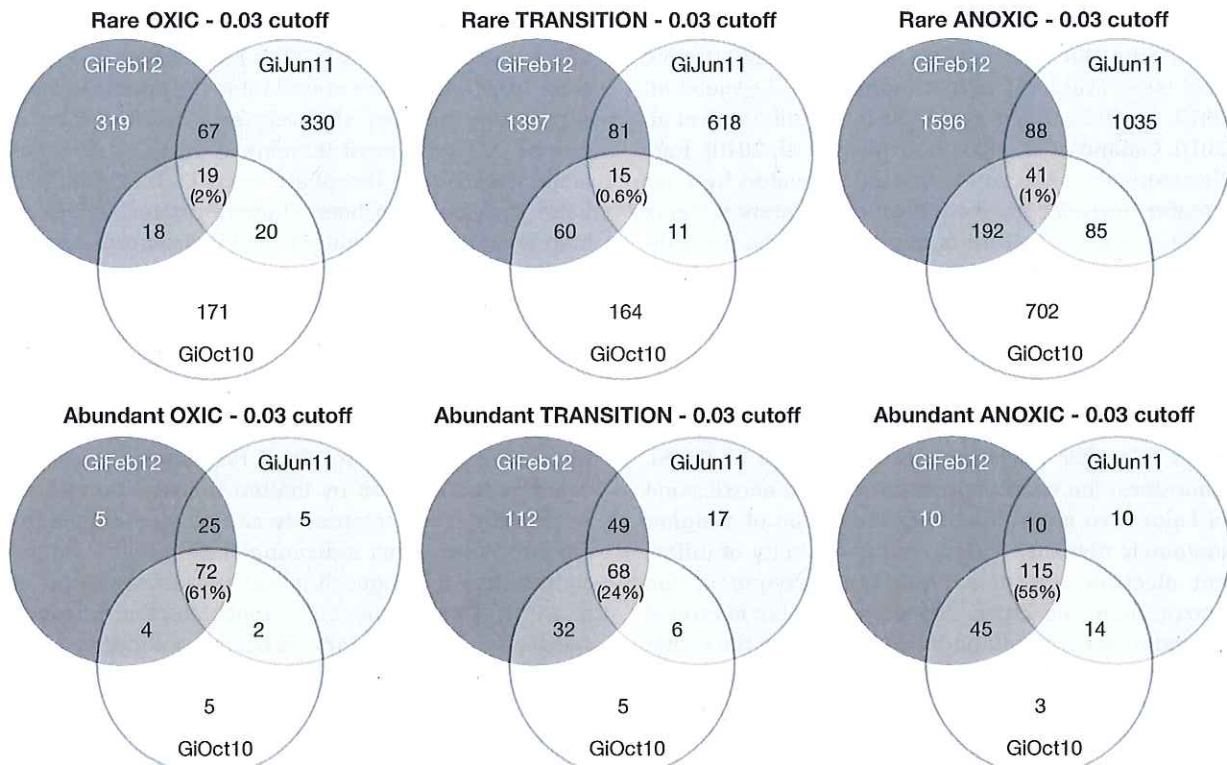 Rare OXIC - 0.03 cutoff
GiFeb12
GiJun11
319
67
330
19
(2%)
18
20
171
GiOct10
Rare TRANSITION - 0.03 cutoff
GiFeb12
GiJun11
1397
81
618
15
(0.6%)
60
11
164
GiOct10
Rare ANOXIC - 0.03 cutoff
GiFeb12
GiJun11
1596
88
1035
41
(1%)
192
85
702
GiOct10
Abundant OXIC - 0.03 cutoff
GiFeb12
GiJun11
5
25
5
72
(61%)
4
2
5
GiOct10
Abundant TRANSITION - 0.03 cutoff
GiFeb12
GiJun11
112
49
17
68
(24%)
32
6
5
GiOct10
Abundant ANOXIC - 0.03 cutoff
GiFeb12
GiJun11
10
10
10
115
(55%)
45
14
3
GiOct10